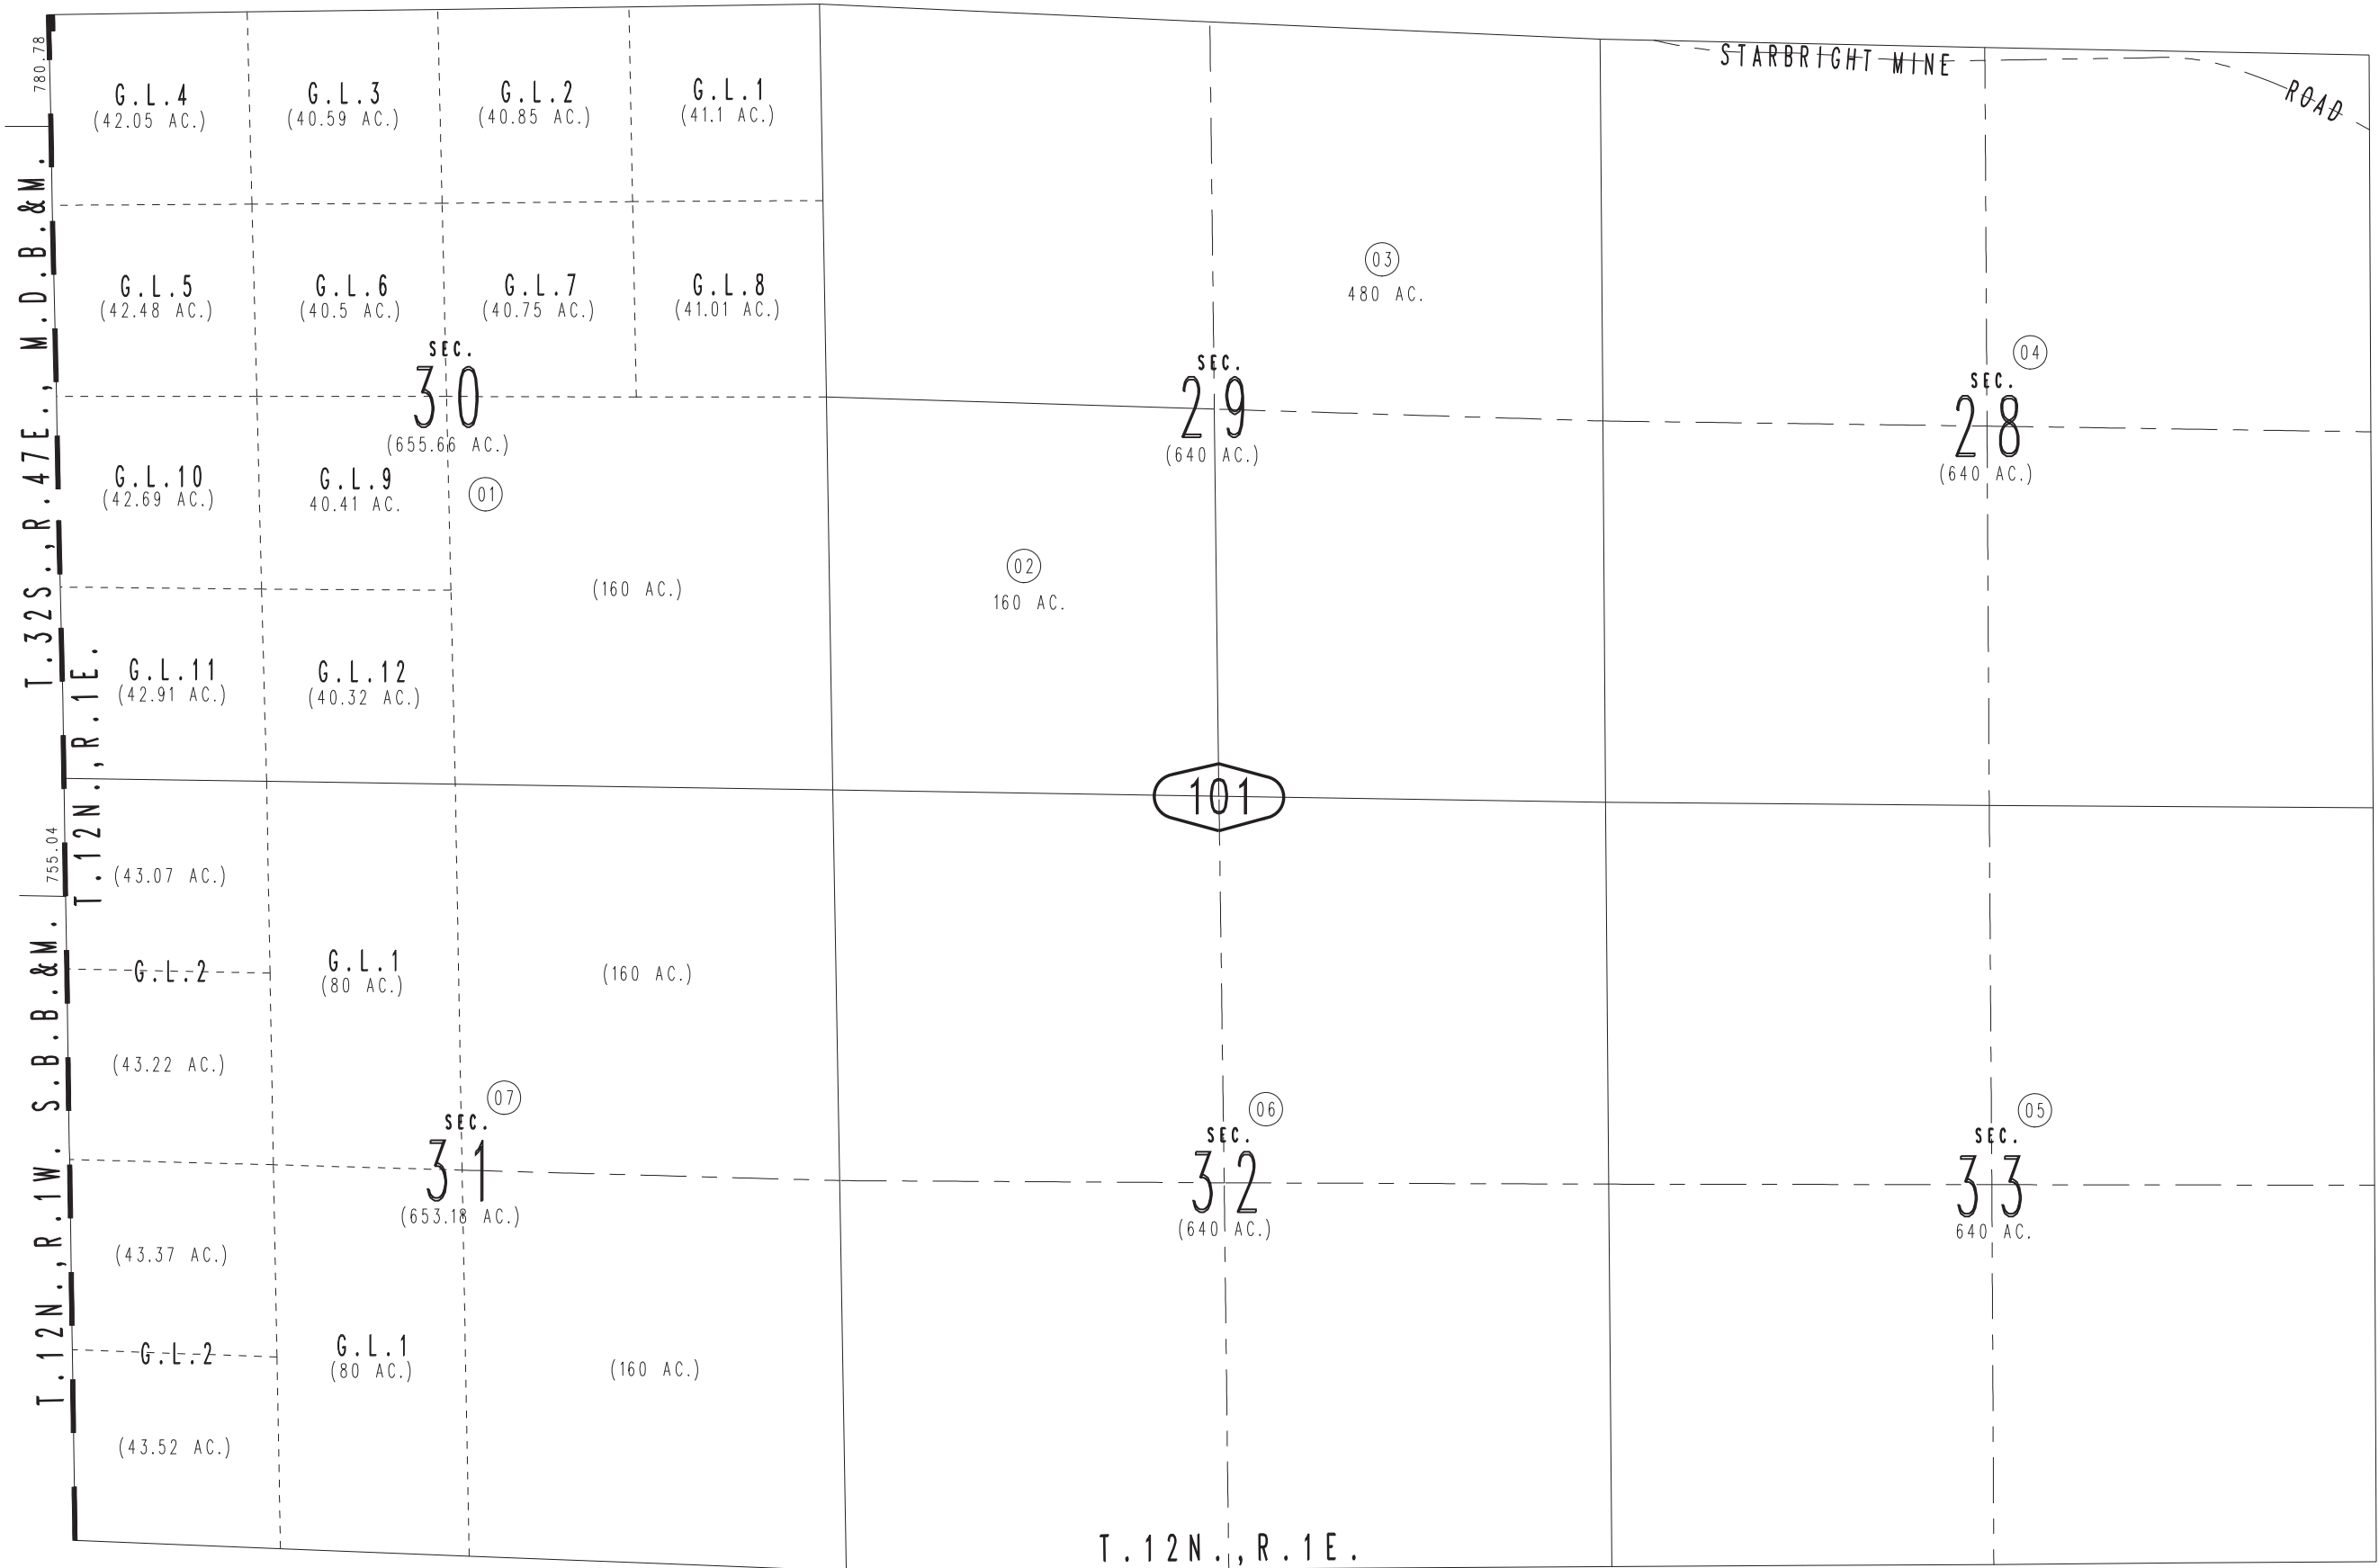 STARBRIGHT MINE
ROAD
780.78
G.L.4
(42.05 AC.)
G.L.3
(40.59 AC.)
G.L.2
(40.85 AC.)
G.L.1
(41.1 AC.)
G.L.5
(42.48 AC.)
G.L.6
(40.5 AC.)
G.L.7
(40.75 AC.)
G.L.8
(41.01 AC.)
SEC.
30
(655.66 AC.)
G.L.10
(42.69 AC.)
G.L.9
40.41 AC.
01
(160 AC.)
G.L.11
(42.91 AC.)
G.L.12
(40.32 AC.)
03
480 AC.
SEC.
29
(640 AC.)
02
160 AC.
04
SEC.
28
(640 AC.)
T.32S.,R.47E., M.D.B.&M.
T.12N.,R.1E.
101
755.04
(43.07 AC.)
G.L.2
(43.22 AC.)
G.L.1
(80 AC.)
(160 AC.)
07
SEC.
31
(653.18 AC.)
(43.37 AC.)
G.L.2
(43.52 AC.)
G.L.1
(80 AC.)
(160 AC.)
06
SEC.
32
(640 AC.)
05
SEC.
33
640 AC.
T.12N.,R.1W. S.B.B.&M.
T.12N.,R.1E.